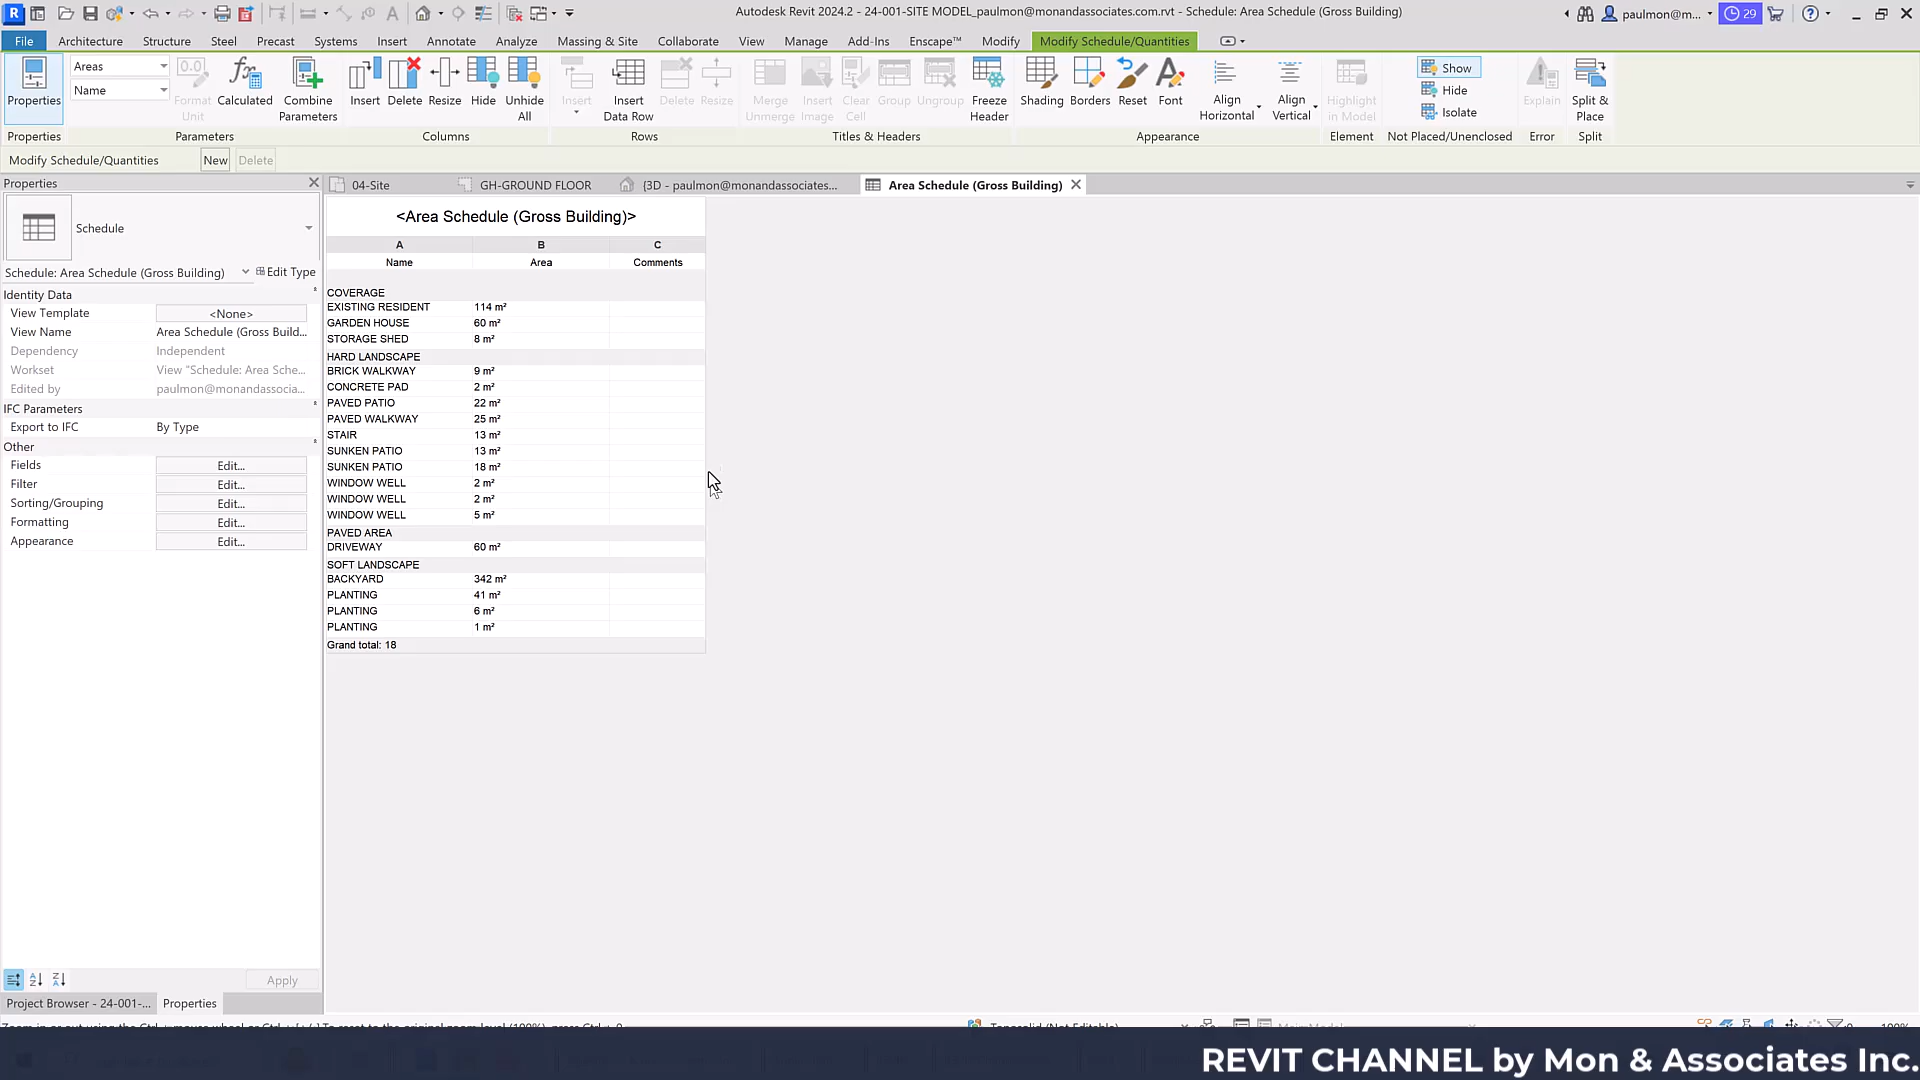 Autodesk Revit 2024.2 - 24-001-SITE MODEL_paulmon@monandassociates.com.rvt - Schedule: Area Schedule (Gross Building)
paulmon@m...
29
File Architecture Structure Steel Precast Systems Insert Annotate Analyze Massing & Site Collaborate View Manage Add-Ins Enscape™ Modify Modify Schedule/Quantities
Properties
Areas
Name
Format Unit
Calculated
Combine Parameters
Insert Delete Resize Hide Unhide All
Insert
Insert Data Row
Delete Resize
Merge Unmerge
Insert Image
Clear Cell
Group Ungroup
Freeze Header
Shading Borders Reset Font
Align Horizontal
Align Vertical
Highlight in Model
Show
Hide
Isolate
Explain
Split & Place
Properties Parameters Columns Rows Titles & Headers Appearance Element Not Placed/Unenclosed Error Split
Modify Schedule/Quantities New Delete
Properties
04-Site GH-GROUND FLOOR {3D - paulmon@monandassociates... Area Schedule (Gross Building)
Schedule
Schedule: Area Schedule (Gross Building) Edit Type
Identity Data
View Template <None>
View Name Area Schedule (Gross Build...
Dependency Independent
Workset View "Schedule: Area Sche...
Edited by paulmon@monandassocia...
IFC Parameters
Export to IFC By Type
Other
Fields Edit...
Filter Edit...
Sorting/Grouping Edit...
Formatting Edit...
Appearance Edit...
<Area Schedule (Gross Building)>
A B C
Name Area Comments
COVERAGE
EXISTING RESIDENT 114 m²
GARDEN HOUSE 60 m²
STORAGE SHED 8 m²
HARD LANDSCAPE
BRICK WALKWAY 9 m²
CONCRETE PAD 2 m²
PAVED PATIO 22 m²
PAVED WALKWAY 25 m²
STAIR 13 m²
SUNKEN PATIO 13 m²
SUNKEN PATIO 18 m²
WINDOW WELL 2 m²
WINDOW WELL 2 m²
WINDOW WELL 5 m²
PAVED AREA
DRIVEWAY 60 m²
SOFT LANDSCAPE
BACKYARD 342 m²
PLANTING 41 m²
PLANTING 6 m²
PLANTING 1 m²
Grand total: 18
Apply
Project Browser - 24-001-... Properties
REVIT CHANNEL by Mon & Associates Inc.